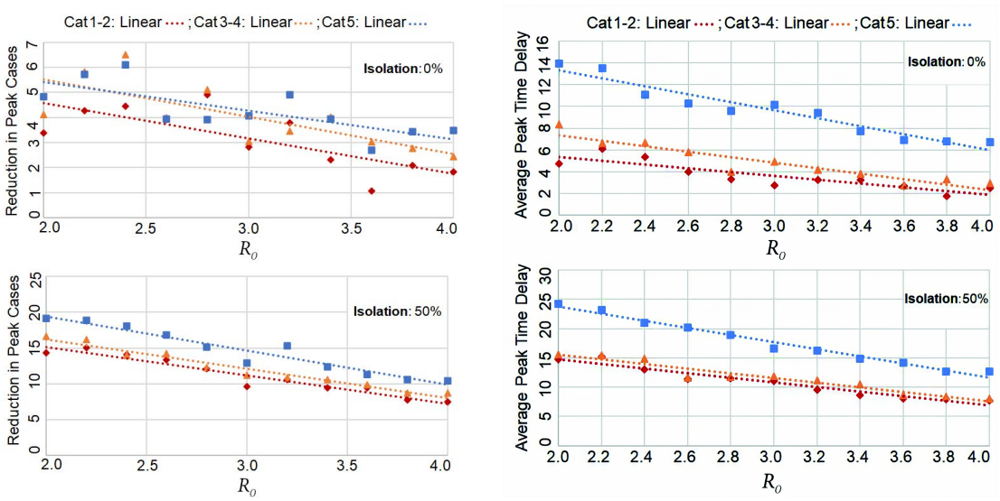 Cat1-2: Linear ;Cat3-4: Linear ;Cat5: Linear
Reduction in Peak Cases
7
6
5
4
3
2
1
0
Isolation: 0%
2.0 2.5 3.0 3.5 4.0
R0
Cat1-2: Linear ;Cat3-4: Linear ;Cat5: Linear
Average Peak Time Delay
16
14
12
10
8
6
4
2
0
Isolation: 0%
2.0 2.2 2.4 2.6 2.8 3.0 3.2 3.4 3.6 3.8 4.0
R0
Reduction in Peak Cases
25
20
15
10
5
0
Isolation: 50%
2.0 2.5 3.0 3.5 4.0
R0
Average Peak Time Delay
30
25
20
15
10
5
0
Isolation: 50%
2.0 2.2 2.4 2.6 2.8 3.0 3.2 3.4 3.6 3.8 4.0
R0